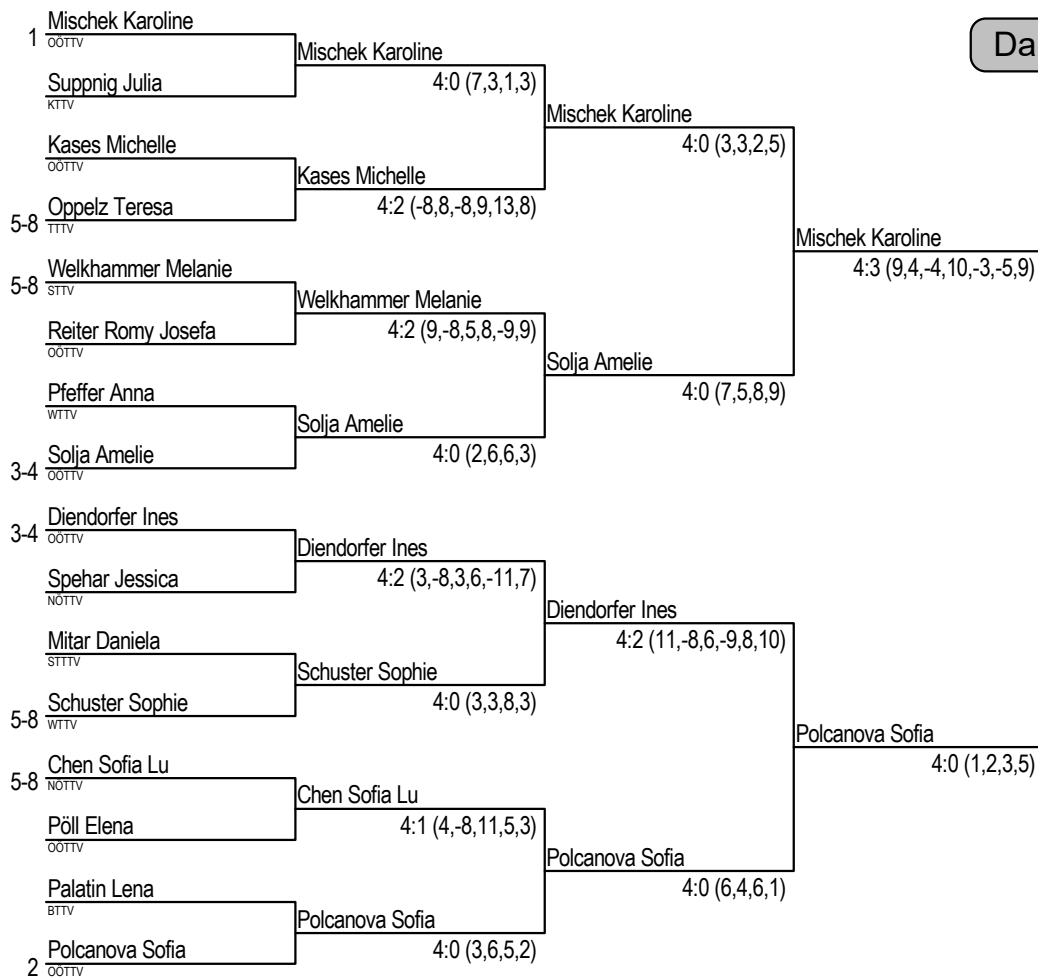 Da
1 Mischek Karoline
OÖTTV
Mischek Karoline
Suppnig Julia
4:0 (7,3,1,3)
KTTV
Mischek Karoline
Kases Michelle
4:0 (3,3,2,5)
OÖTTV
Kases Michelle
5-8 Oppelz Teresa
4:2 (-8,8,-8,9,13,8)
TTTV
Mischek Karoline
4:3 (9,4,-4,10,-3,-5,9)
5-8 Welkhammer Melanie
STTV
Welkhammer Melanie
Reiter Romy Josefa
4:2 (9,-8,5,8,-9,9)
OÖTTV
Solja Amelie
Pfeffer Anna
4:0 (7,5,8,9)
WTTV
Solja Amelie
3-4 Solja Amelie
4:0 (2,6,6,3)
OÖTTV
3-4 Diendorfer Ines
OÖTTV
Diendorfer Ines
Spehar Jessica
4:2 (3,-8,3,6,-11,7)
NÖTTV
Diendorfer Ines
Mitar Daniela
4:2 (11,-8,6,-9,8,10)
STTTV
Schuster Sophie
5-8 Schuster Sophie
4:0 (3,3,8,3)
WTTV
Polcanova Sofia
4:0 (1,2,3,5)
5-8 Chen Sofia Lu
NÖTTV
Chen Sofia Lu
Pöll Elena
4:1 (4,-8,11,5,3)
OÖTTV
Polcanova Sofia
Palatin Lena
4:0 (6,4,6,1)
BTTV
Polcanova Sofia
2 Polcanova Sofia
4:0 (3,6,5,2)
OÖTTV